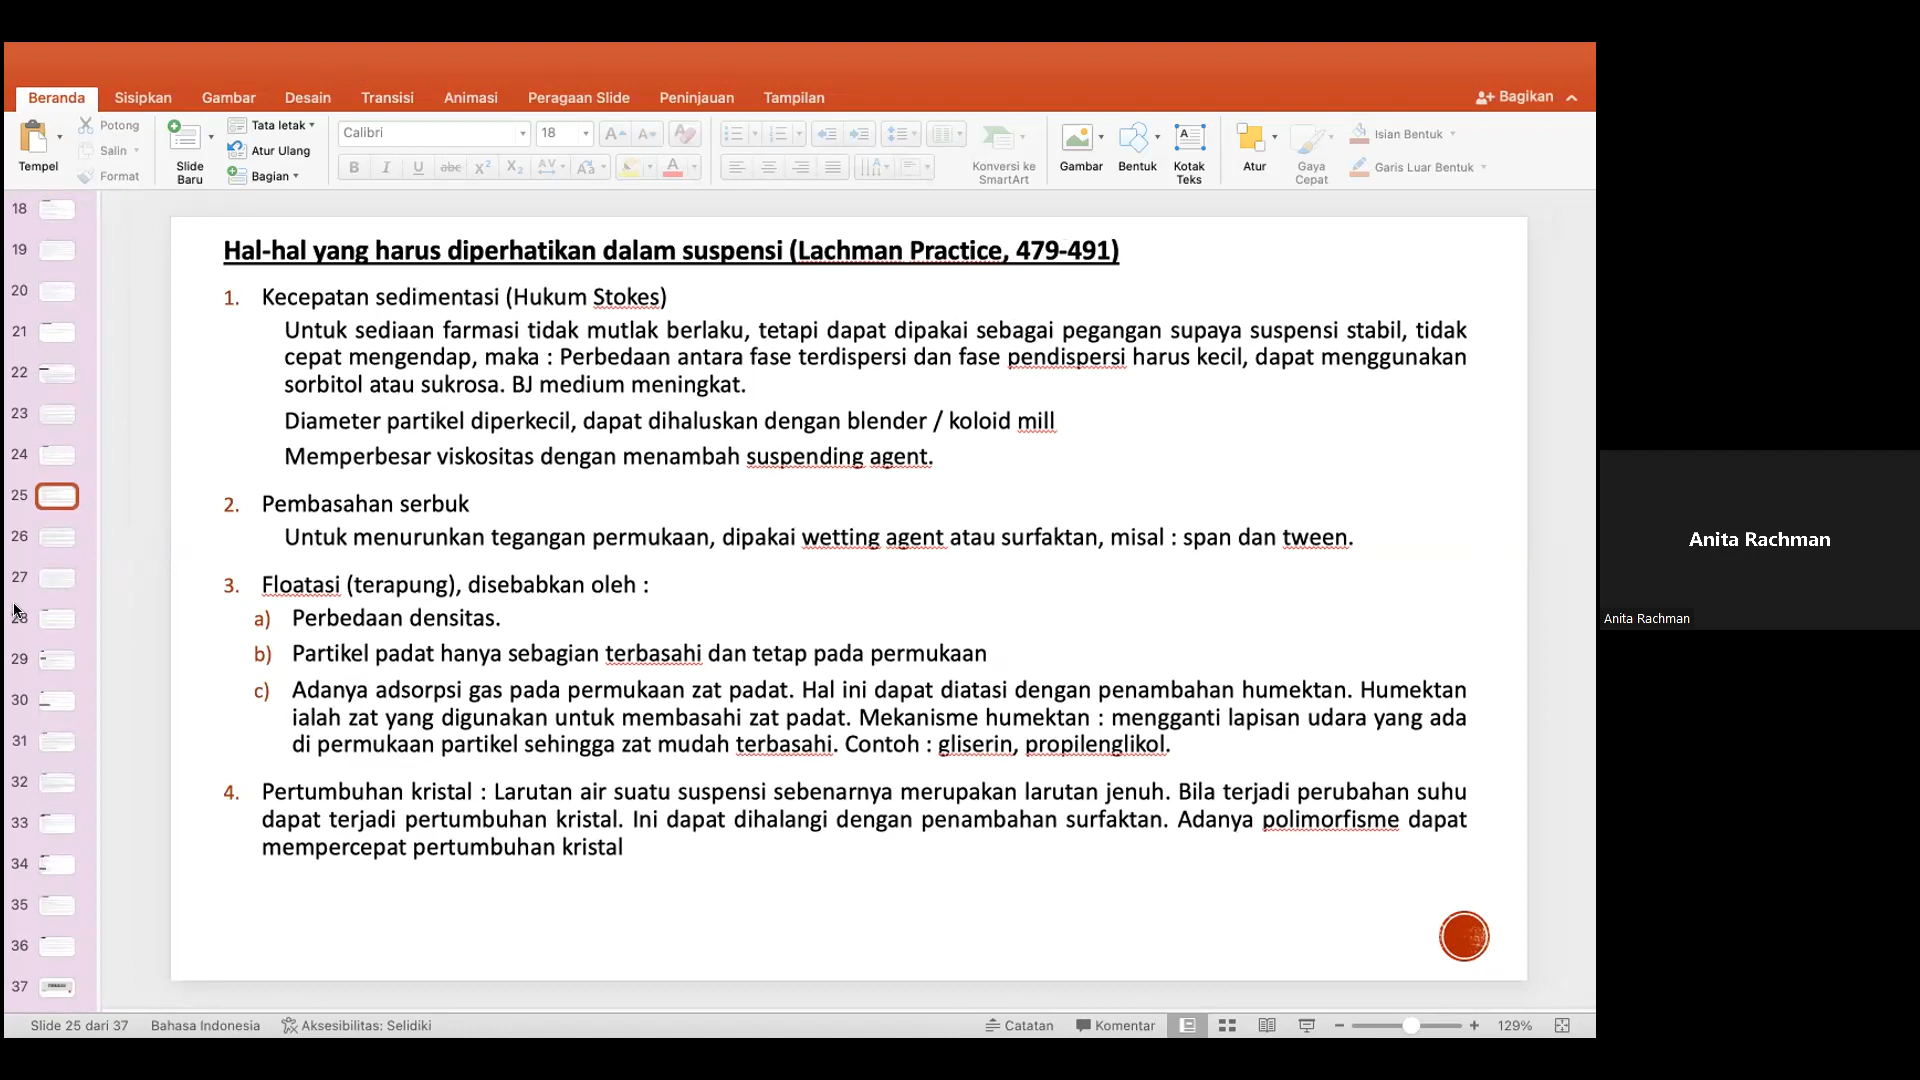 Beranda Sisipkan Gambar Desain Transisi Animasi Peragaan Slide Peninjauan Tampilan Bagikan
Tempel
Potong
Salin
Format
Slide Baru
Tata letak
Atur Ulang
Bagian
Calibri 18
B I U abc X² X₂ AV Aa A
Konversi ke SmartArt
Gambar
Bentuk
Kotak Teks
Atur
Gaya Cepat
Isian Bentuk
Garis Luar Bentuk
18
19
20
21
22
23
24
25
26
27
28
29
30
31
32
33
34
35
36
37
Hal-hal yang harus diperhatikan dalam suspensi (Lachman Practice, 479-491)
1. Kecepatan sedimentasi (Hukum Stokes)
Untuk sediaan farmasi tidak mutlak berlaku, tetapi dapat dipakai sebagai pegangan supaya suspensi stabil, tidak
cepat mengendap, maka : Perbedaan antara fase terdispersi dan fase pendispersi harus kecil, dapat menggunakan
sorbitol atau sukrosa. BJ medium meningkat.
Diameter partikel diperkecil, dapat dihaluskan dengan blender / koloid mill
Memperbesar viskositas dengan menambah suspending agent.
2. Pembasahan serbuk
Untuk menurunkan tegangan permukaan, dipakai wetting agent atau surfaktan, misal : span dan tween.
3. Floatasi (terapung), disebabkan oleh :
a) Perbedaan densitas.
b) Partikel padat hanya sebagian terbasahi dan tetap pada permukaan
c) Adanya adsorpsi gas pada permukaan zat padat. Hal ini dapat diatasi dengan penambahan humektan. Humektan
ialah zat yang digunakan untuk membasahi zat padat. Mekanisme humektan : mengganti lapisan udara yang ada
di permukaan partikel sehingga zat mudah terbasahi. Contoh : gliserin, propilenglikol.
4. Pertumbuhan kristal : Larutan air suatu suspensi sebenarnya merupakan larutan jenuh. Bila terjadi perubahan suhu
dapat terjadi pertumbuhan kristal. Ini dapat dihalangi dengan penambahan surfaktan. Adanya polimorfisme dapat
mempercepat pertumbuhan kristal
Anita Rachman
Anita Rachman
Slide 25 dari 37 Bahasa Indonesia Aksesibilitas: Selidiki Catatan Komentar 129%